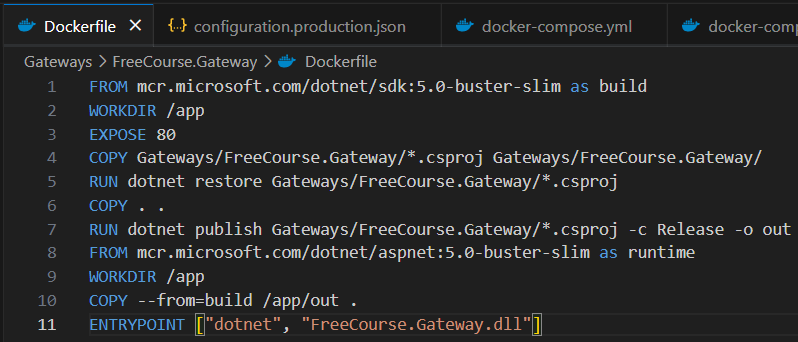 Dockerfile × {··} configuration.production.json docker-compose.yml docker-comp
Gateways > FreeCourse.Gateway > Dockerfile
1 FROM mcr.microsoft.com/dotnet/sdk:5.0-buster-slim as build
2 WORKDIR /app
3 EXPOSE 80
4 COPY Gateways/FreeCourse.Gateway/*.csproj Gateways/FreeCourse.Gateway/
5 RUN dotnet restore Gateways/FreeCourse.Gateway/*.csproj
6 COPY . .
7 RUN dotnet publish Gateways/FreeCourse.Gateway/*.csproj -c Release -o out
8 FROM mcr.microsoft.com/dotnet/aspnet:5.0-buster-slim as runtime
9 WORKDIR /app
10 COPY --from=build /app/out .
11 ENTRYPOINT ["dotnet", "FreeCourse.Gateway.dll"]